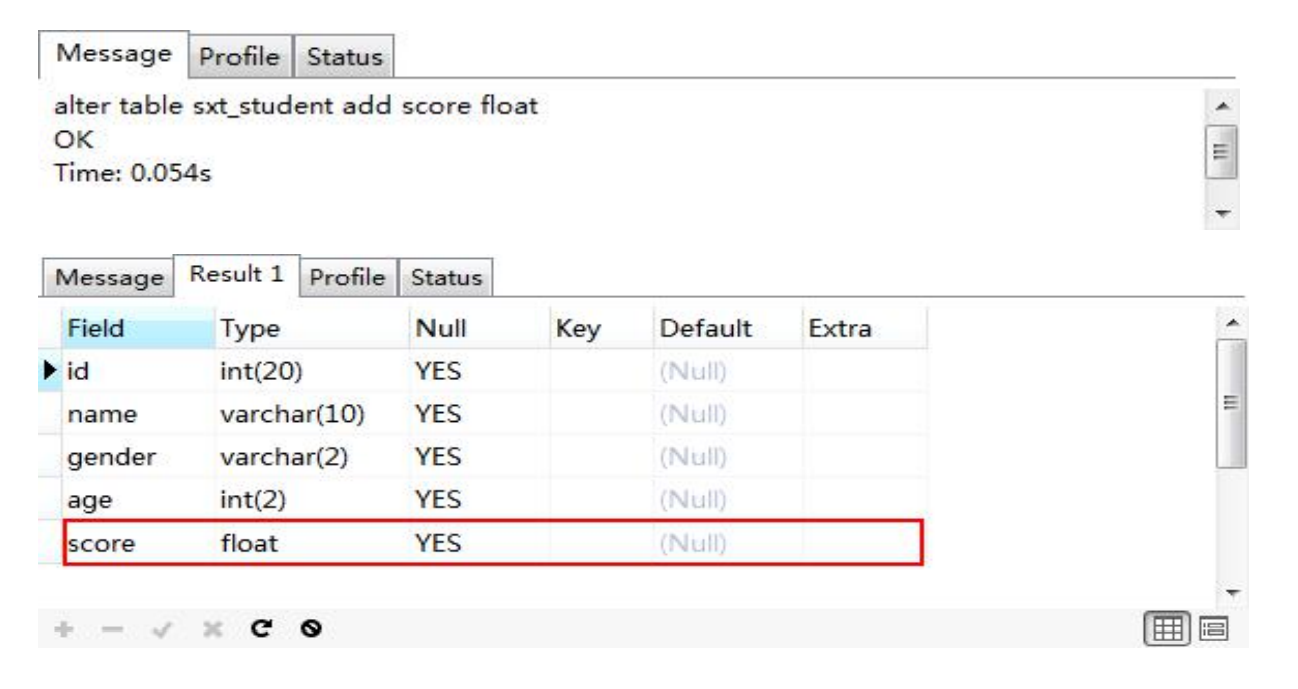 Message Profile Status
alter table sxt_student add score float
OK
Time: 0.054s
Message Result 1 Profile Status
Field Type Null Key Default Extra
id int(20) YES (Null)
name varchar(10) YES (Null)
gender varchar(2) YES (Null)
age int(2) YES (Null)
score float YES (Null)